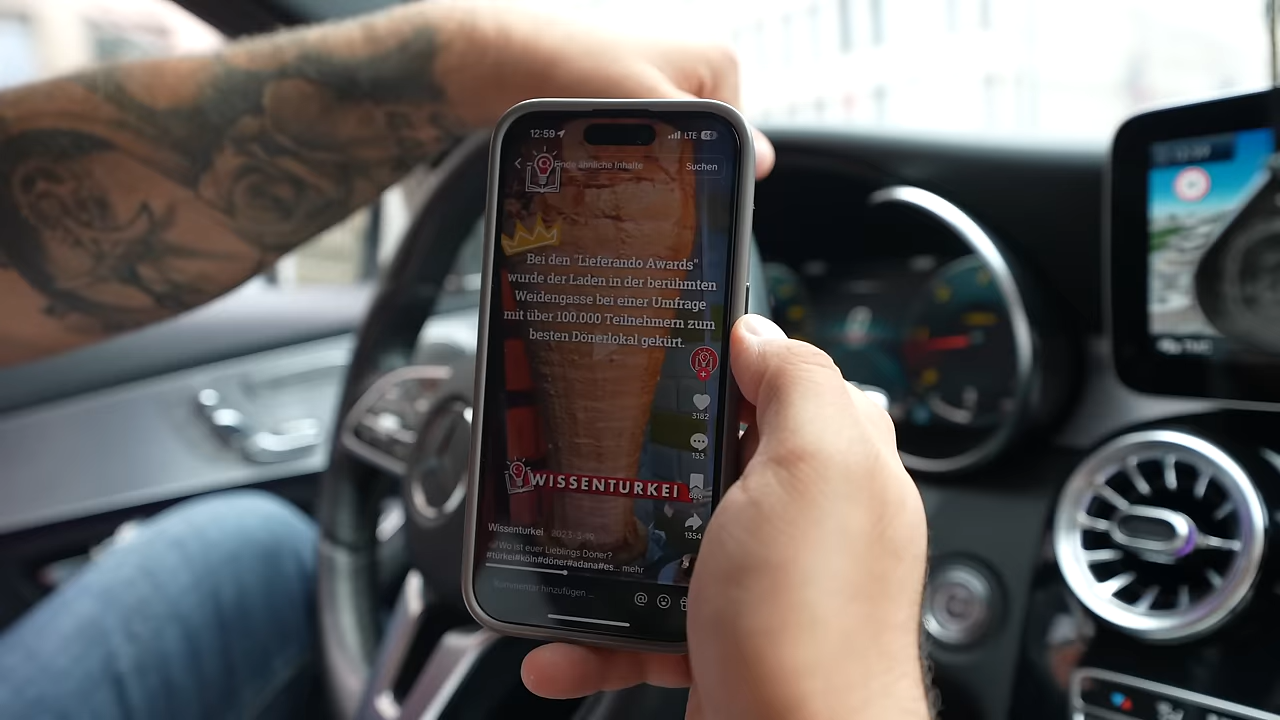 12:59
LTE
Finde ähnliche Inhalte
Suchen
Bei den "Lieferando Awards"
wurde der Laden in der berühmten
Weidengasse bei einer Umfrage
mit über 100.000 Teilnehmern zum
besten Dönerlokal gekürt.
3182
133
WISSENTURKEI
866
Wissenturkei
1354
Wo ist euer Lieblings Döner?
#türkei#köln#döner#adana#es... mehr
Kommentar hinzufügen ...